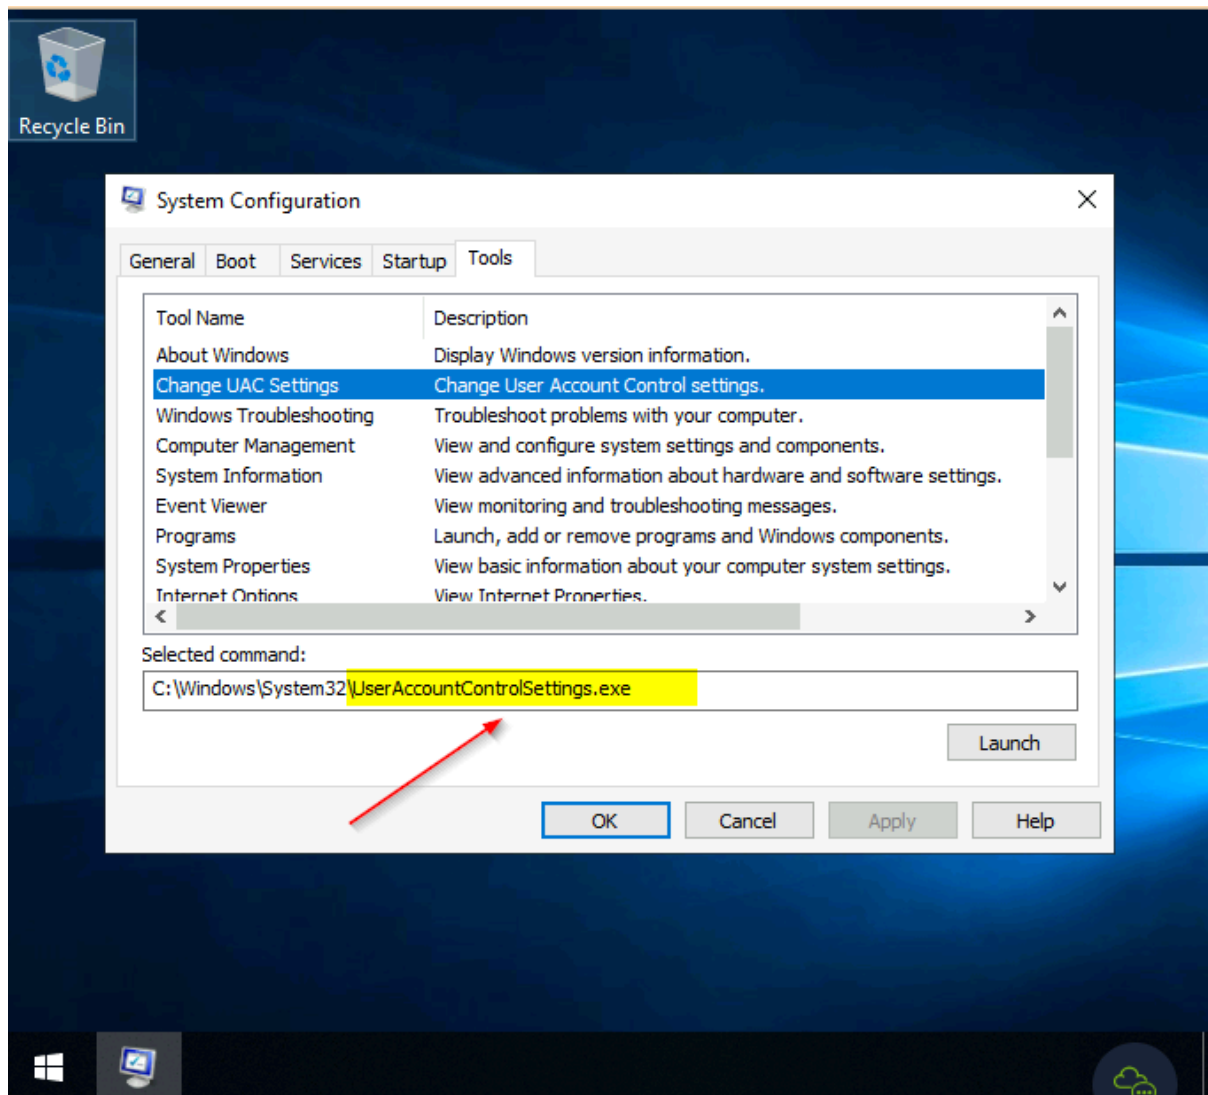 Recycle Bin
System Configuration
General Boot Services Startup Tools
Tool Name Description
About Windows Display Windows version information.
Change UAC Settings Change User Account Control settings.
Windows Troubleshooting Troubleshoot problems with your computer.
Computer Management View and configure system settings and components.
System Information View advanced information about hardware and software settings.
Event Viewer View monitoring and troubleshooting messages.
Programs Launch, add or remove programs and Windows components.
System Properties View basic information about your computer system settings.
Internet Options View Internet Properties.
Selected command:
C:\Windows\System32\UserAccountControlSettings.exe
Launch
OK Cancel Apply Help